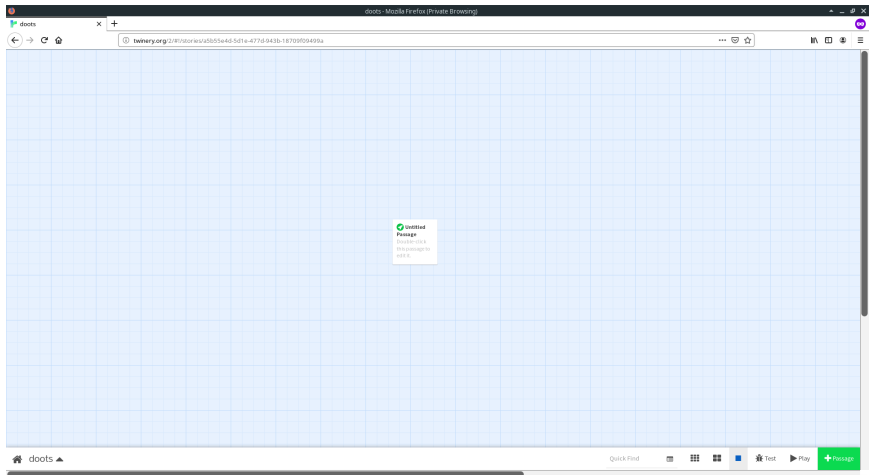 doots - Mozilla Firefox (Private Browsing)
doots
twinery.org/2/#!/stories/a5b55e4d-5d1e-477d-943b-18709f09499a
Untitled
Passage
Double-click
this passage to
edit it.
doots
Quick Find
Test
Play
Passage